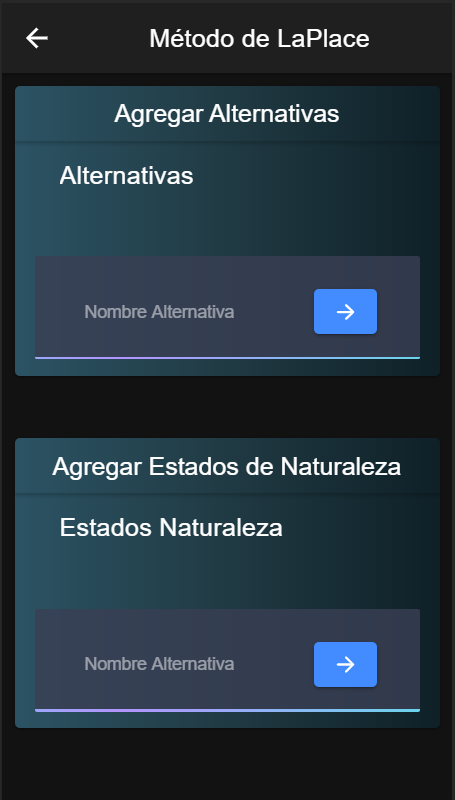 Método de LaPlace
Agregar Alternativas
Alternativas
Nombre Alternativa
Agregar Estados de Naturaleza
Estados Naturaleza
Nombre Alternativa